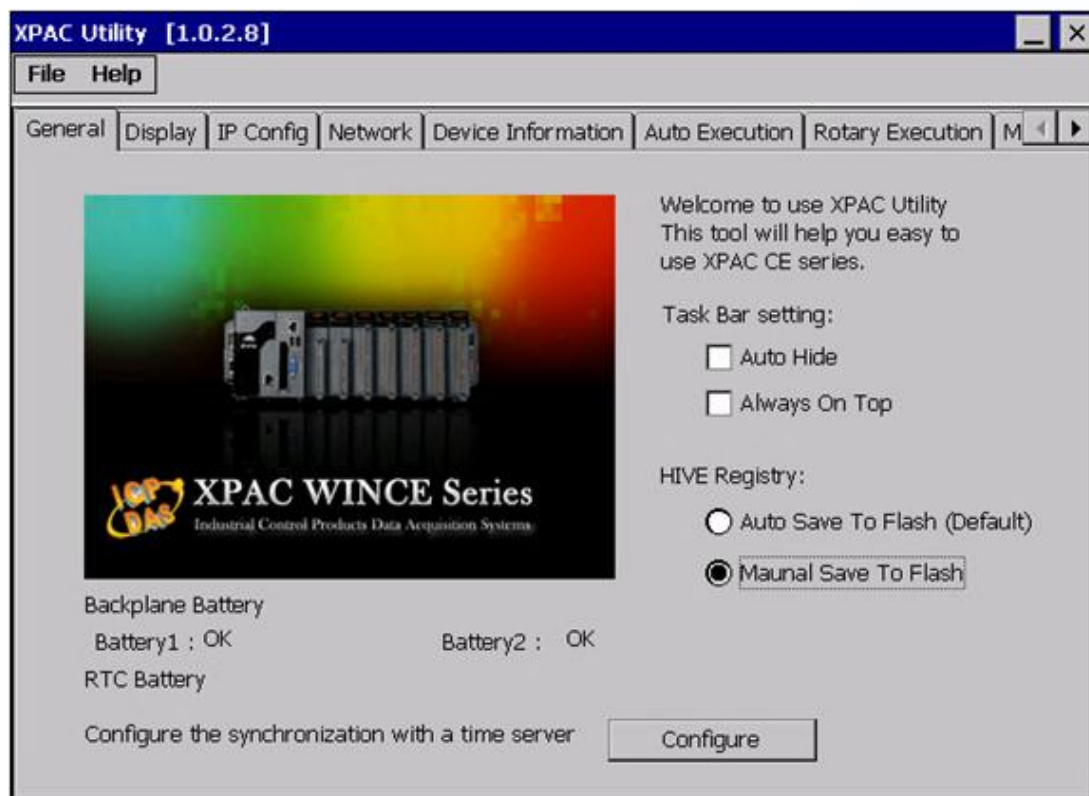 XPAC Utility [1.0.2.8]
File Help
General Display IP Config Network Device Information Auto Execution Rotary Execution M
Welcome to use XPAC Utility
This tool will help you easy to
use XPAC CE series.
Task Bar setting:
Auto Hide
Always On Top
HIVE Registry:
Auto Save To Flash (Default)
Maunal Save To Flash
ICP
DAS
XPAC WINCE Series
Industrial Control Products Data Acquisition Systems
Backplane Battery
Battery1 : OK Battery2 : OK
RTC Battery
Configure the synchronization with a time server Configure